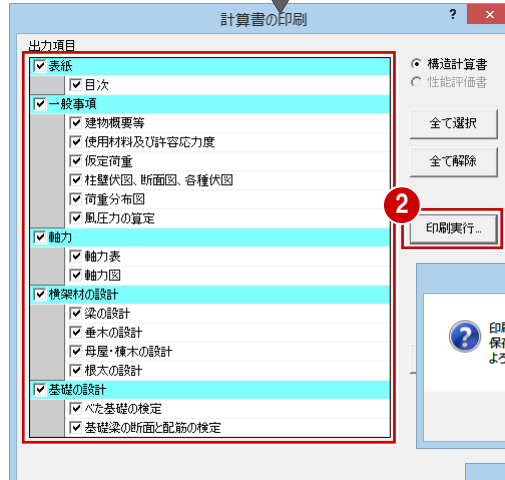 計算書の印刷
?
×
出力項目
表紙
目次
一般事項
建物概要等
使用材料及び許容応力度
仮定荷重
柱壁伏図、断面図、各種伏図
荷重分布図
風圧力の算定
軸力
軸力表
軸力図
横架材の設計
梁の設計
垂木の設計
母屋・棟木の設計
根太の設計
基礎の設計
べた基礎の検定
基礎梁の断面と配筋の検定
構造計算書
性能評価書
全て選択
全て解除
2
印刷実行...
?
印
保
よ